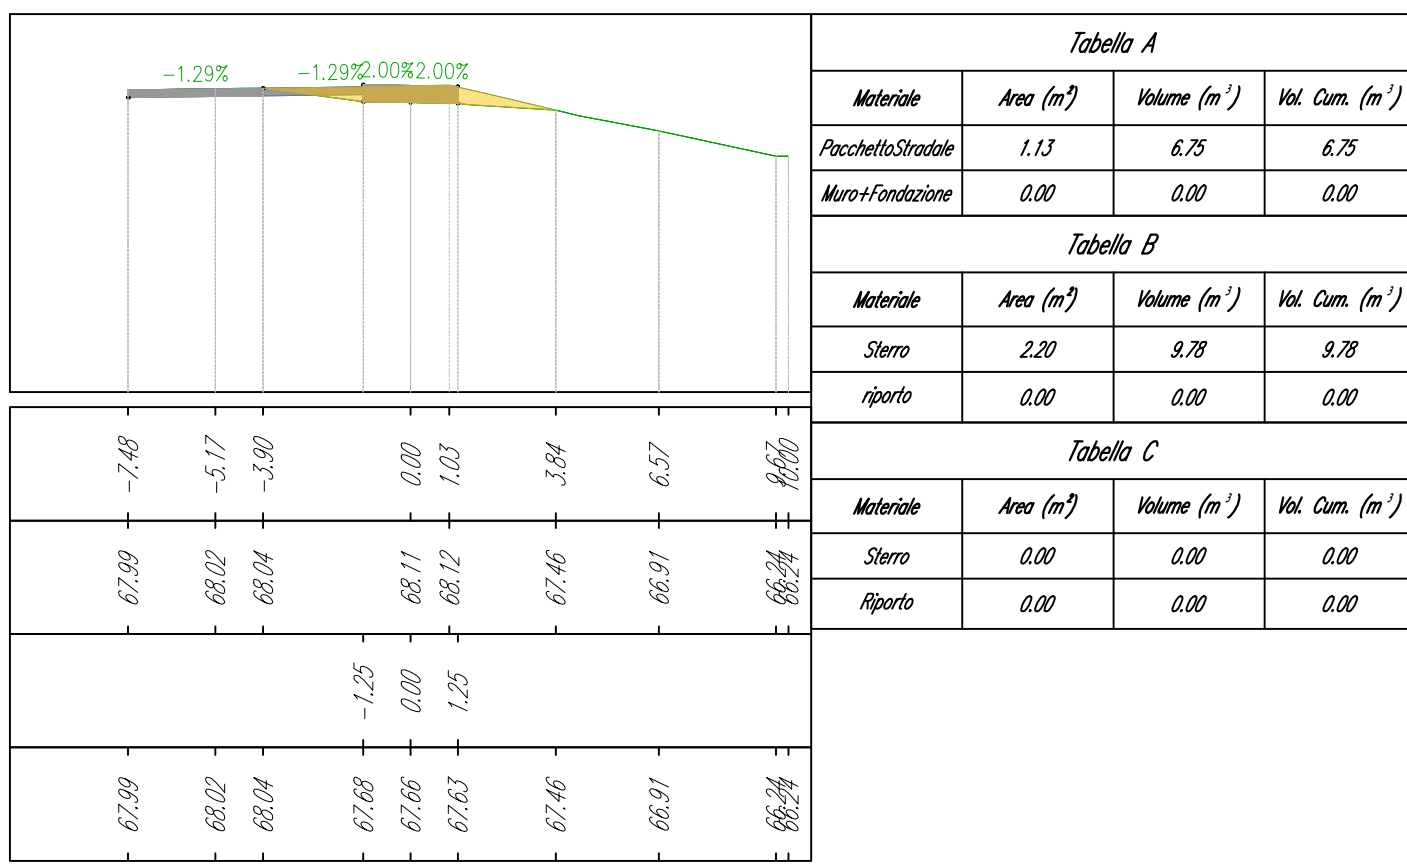 -1.29% -1.29% 2.00% 2.00%
-7.48 -5.17 -3.90 0.00 1.03 3.84 6.57 9.67 10.00
67.99 68.02 68.04 68.11 68.12 67.46 66.91 66.24 66.24
-1.25 0.00 1.25
67.99 68.02 68.04 67.68 67.66 67.63 67.46 66.91 66.24 66.24
Tabella A
Materiale Area (m²) Volume (m³) Vol. Cum. (m³)
PacchettoStradale 1.13 6.75 6.75
Muro+Fondazione 0.00 0.00 0.00
Tabella B
Materiale Area (m²) Volume (m³) Vol. Cum. (m³)
Sterro 2.20 9.78 9.78
riporto 0.00 0.00 0.00
Tabella C
Materiale Area (m²) Volume (m³) Vol. Cum. (m³)
Sterro 0.00 0.00 0.00
Riporto 0.00 0.00 0.00